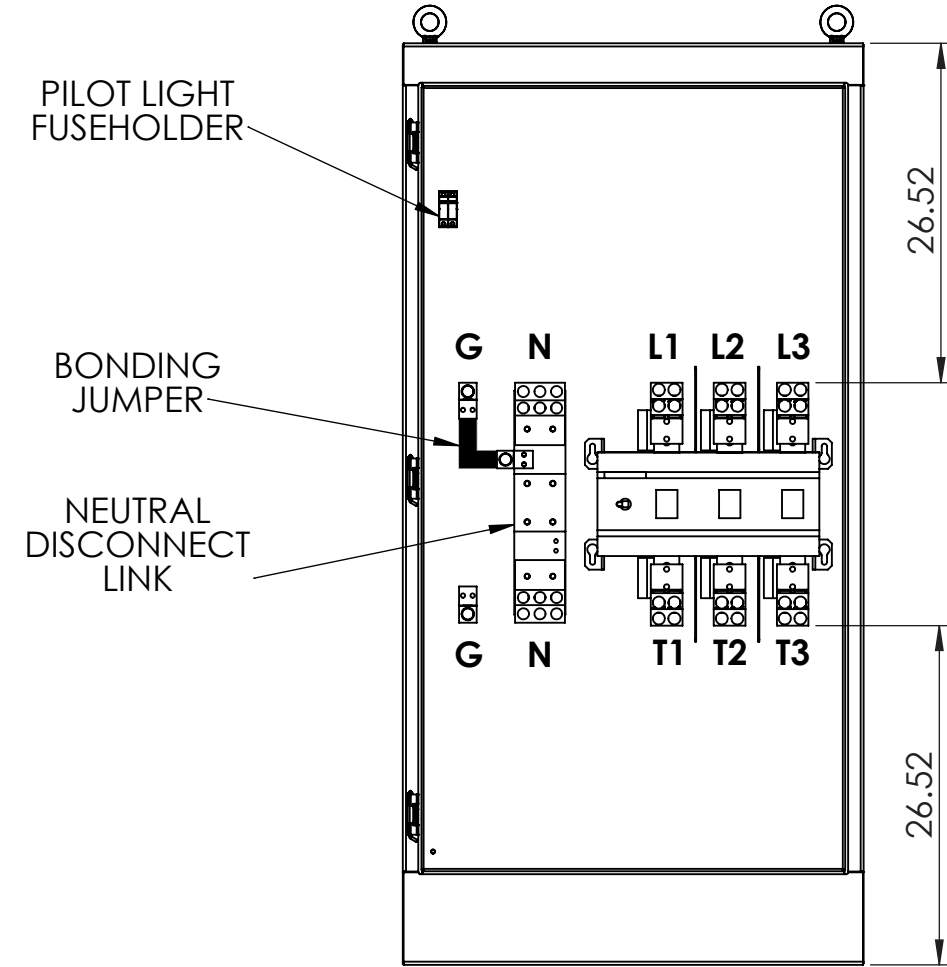 PILOT LIGHT
FUSEHOLDER
26.52
G N L1 L2 L3
BONDING
JUMPER
NEUTRAL
DISCONNECT
LINK
G N T1 T2 T3
26.52